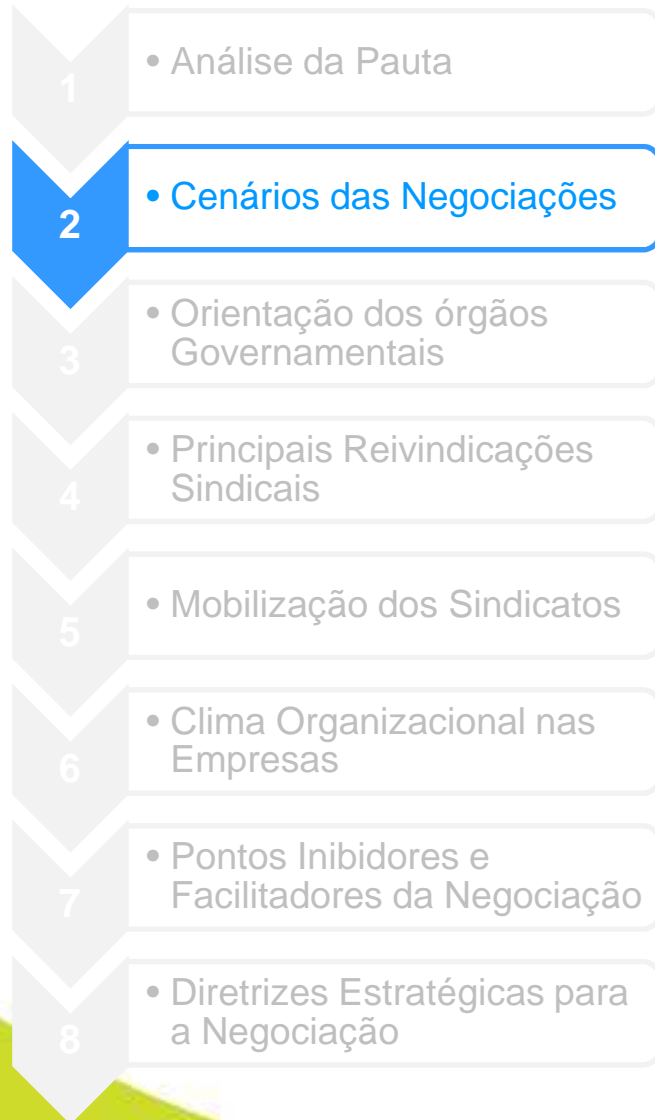 1
• Análise da Pauta
2
• Cenários das Negociações
3
• Orientação dos órgãos
Governamentais
4
• Principais Reivindicações
Sindicais
5
• Mobilização dos Sindicatos
6
• Clima Organizacional nas
Empresas
7
• Pontos Inibidores e
Facilitadores da Negociação
8
• Diretrizes Estratégicas para
a Negociação